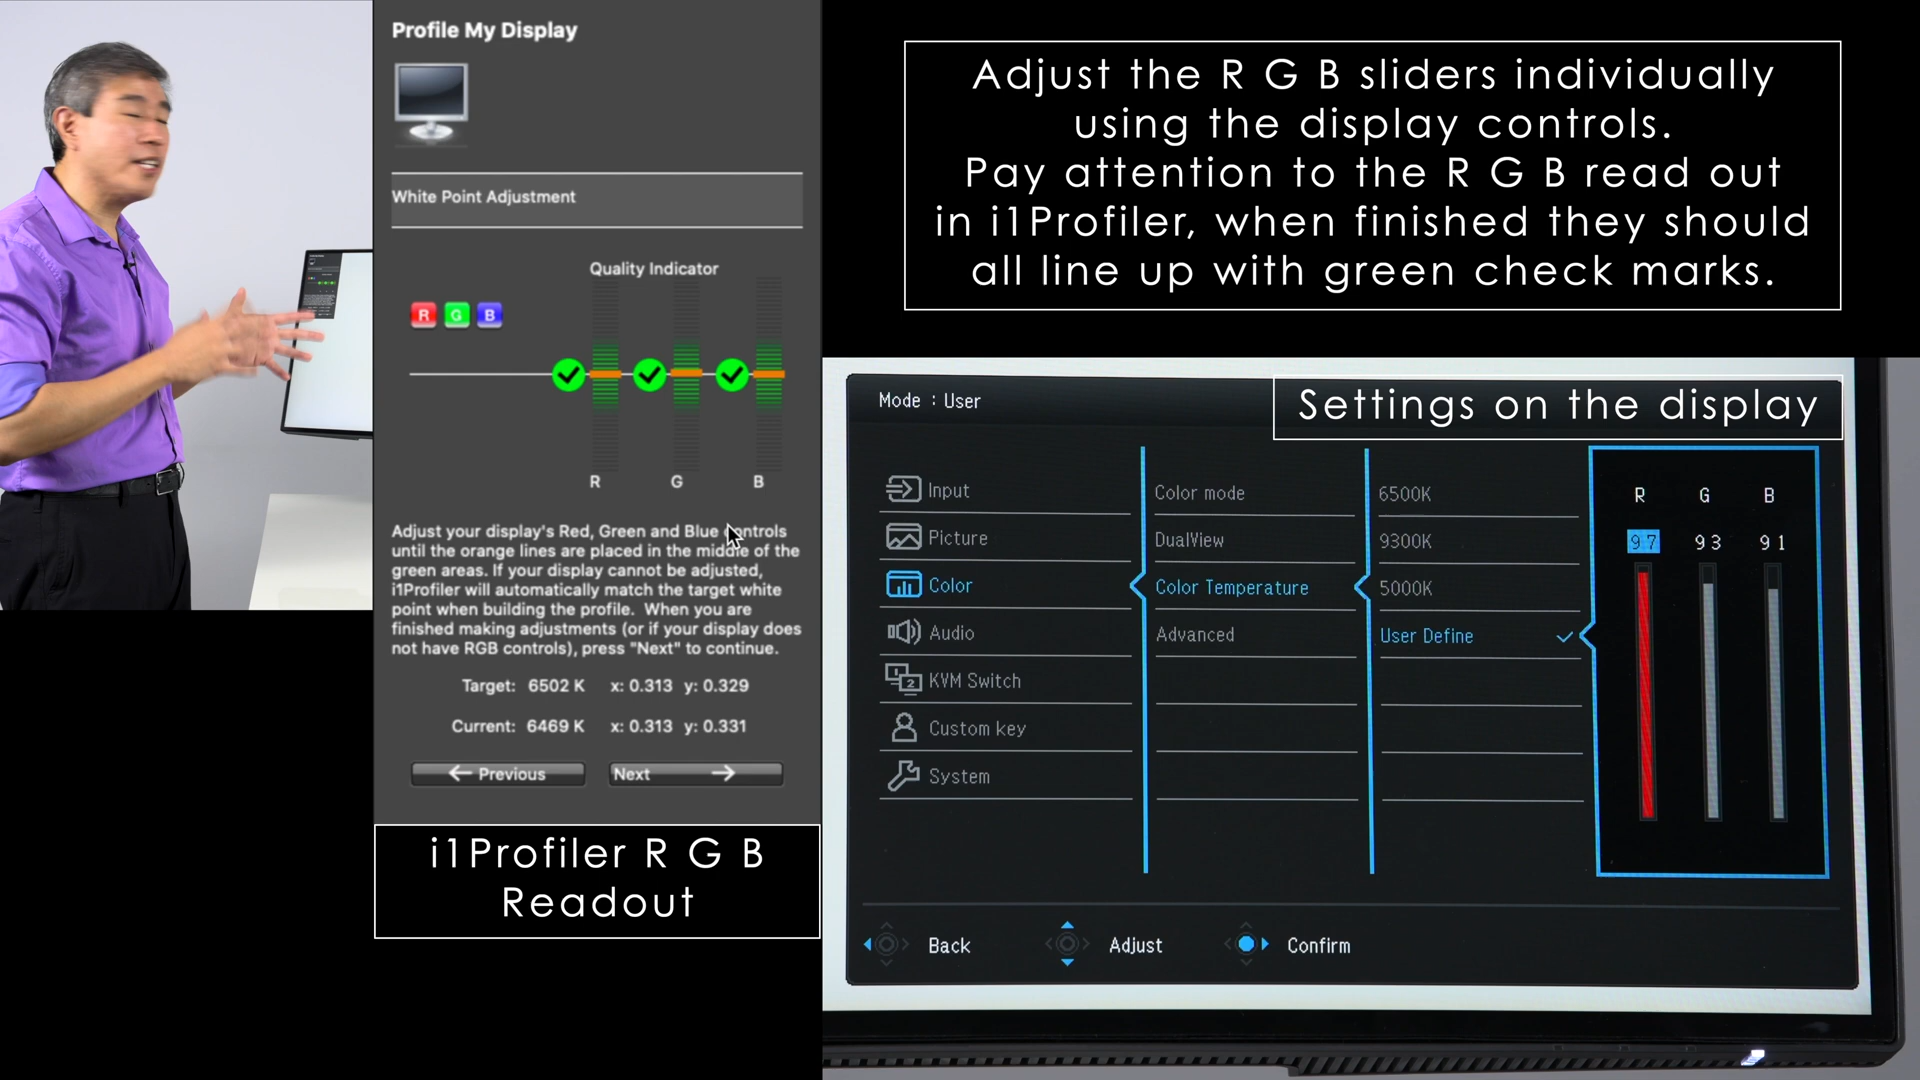 Profile My Display
White Point Adjustment
Quality Indicator
R G B
R G B
Adjust your display's Red, Green and Blue controls
until the orange lines are placed in the middle of the
green areas. If your display cannot be adjusted,
i1Profiler will automatically match the target white
point when building the profile. When you are
finished making adjustments (or if your display does
not have RGB controls), press "Next" to continue.
Target: 6502 K x: 0.313 y: 0.329
Current: 6469 K x: 0.313 y: 0.331
Previous Next
i1Profiler R G B
Readout
Adjust the R G B sliders individually
using the display controls.
Pay attention to the R G B read out
in i1Profiler, when finished they should
all line up with green check marks.
Settings on the display
Mode : User
Input
Picture
Color
Audio
KVM Switch
Custom key
System
Color mode
DualView
Color Temperature
Advanced
6500K
9300K
5000K
User Define
R G B
97 93 91
Back Adjust Confirm